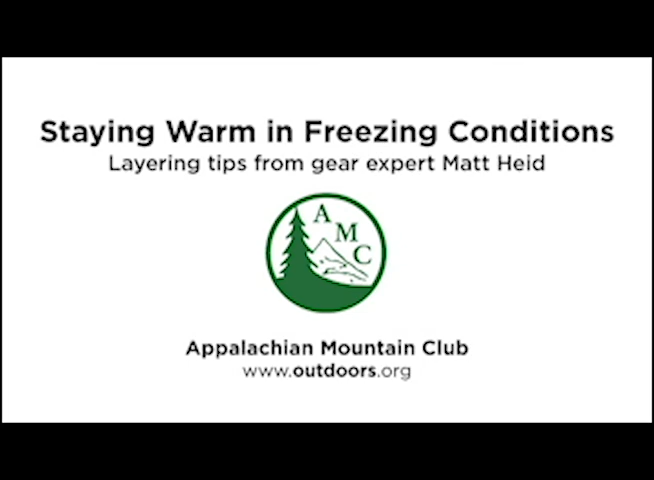 Staying Warm in Freezing Conditions
Layering tips from gear expert Matt Heid
A
M
C
Appalachian Mountain Club
www.outdoors.org